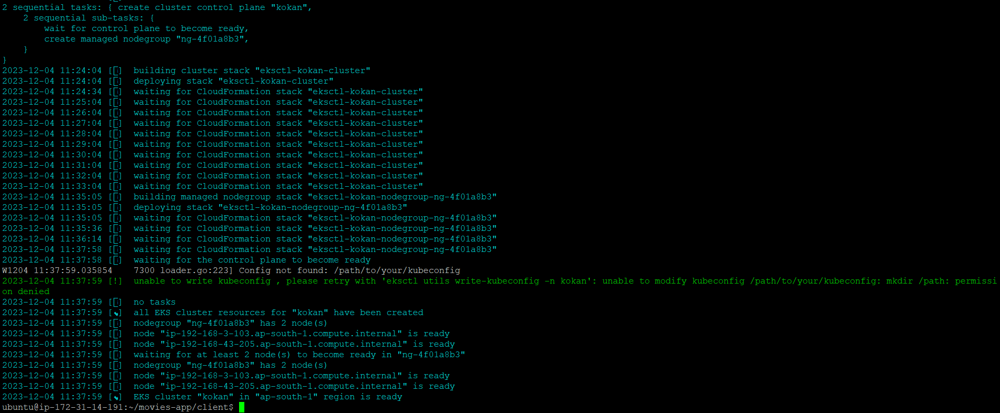 2 sequential tasks: { create cluster control plane "kokan",
    2 sequential sub-tasks: {
        wait for control plane to become ready,
        create managed nodegroup "ng-4f01a8b3",
    }
}
2023-12-04 11:24:04 [ ]  building cluster stack "eksctl-kokan-cluster"
2023-12-04 11:24:04 [ ]  deploying stack "eksctl-kokan-cluster"
2023-12-04 11:24:34 [ ]  waiting for CloudFormation stack "eksctl-kokan-cluster"
2023-12-04 11:25:04 [ ]  waiting for CloudFormation stack "eksctl-kokan-cluster"
2023-12-04 11:26:04 [ ]  waiting for CloudFormation stack "eksctl-kokan-cluster"
2023-12-04 11:27:04 [ ]  waiting for CloudFormation stack "eksctl-kokan-cluster"
2023-12-04 11:28:04 [ ]  waiting for CloudFormation stack "eksctl-kokan-cluster"
2023-12-04 11:29:04 [ ]  waiting for CloudFormation stack "eksctl-kokan-cluster"
2023-12-04 11:30:04 [ ]  waiting for CloudFormation stack "eksctl-kokan-cluster"
2023-12-04 11:31:04 [ ]  waiting for CloudFormation stack "eksctl-kokan-cluster"
2023-12-04 11:32:04 [ ]  waiting for CloudFormation stack "eksctl-kokan-cluster"
2023-12-04 11:33:04 [ ]  waiting for CloudFormation stack "eksctl-kokan-cluster"
2023-12-04 11:35:05 [ ]  building managed nodegroup stack "eksctl-kokan-nodegroup-ng-4f01a8b3"
2023-12-04 11:35:05 [ ]  deploying stack "eksctl-kokan-nodegroup-ng-4f01a8b3"
2023-12-04 11:35:05 [ ]  waiting for CloudFormation stack "eksctl-kokan-nodegroup-ng-4f01a8b3"
2023-12-04 11:35:36 [ ]  waiting for CloudFormation stack "eksctl-kokan-nodegroup-ng-4f01a8b3"
2023-12-04 11:36:14 [ ]  waiting for CloudFormation stack "eksctl-kokan-nodegroup-ng-4f01a8b3"
2023-12-04 11:37:58 [ ]  waiting for CloudFormation stack "eksctl-kokan-nodegroup-ng-4f01a8b3"
2023-12-04 11:37:58 [ ]  waiting for the control plane to become ready
W1204 11:37:59.035854    7300 loader.go:223] Config not found: /path/to/your/kubeconfig
2023-12-04 11:37:59 [!]  unable to write kubeconfig , please retry with 'eksctl utils write-kubeconfig -n kokan': unable to modify kubeconfig /path/to/your/kubeconfig: mkdir /path: permissi
on denied
2023-12-04 11:37:59 [ ]  no tasks
2023-12-04 11:37:59 [✔]  all EKS cluster resources for "kokan" have been created
2023-12-04 11:37:59 [ ]  nodegroup "ng-4f01a8b3" has 2 node(s)
2023-12-04 11:37:59 [ ]  node "ip-192-168-3-103.ap-south-1.compute.internal" is ready
2023-12-04 11:37:59 [ ]  node "ip-192-168-43-205.ap-south-1.compute.internal" is ready
2023-12-04 11:37:59 [ ]  waiting for at least 2 node(s) to become ready in "ng-4f01a8b3"
2023-12-04 11:37:59 [ ]  nodegroup "ng-4f01a8b3" has 2 node(s)
2023-12-04 11:37:59 [ ]  node "ip-192-168-3-103.ap-south-1.compute.internal" is ready
2023-12-04 11:37:59 [ ]  node "ip-192-168-43-205.ap-south-1.compute.internal" is ready
2023-12-04 11:37:59 [✔]  EKS cluster "kokan" in "ap-south-1" region is ready
ubuntu@ip-172-31-14-191:~/movies-app/client$